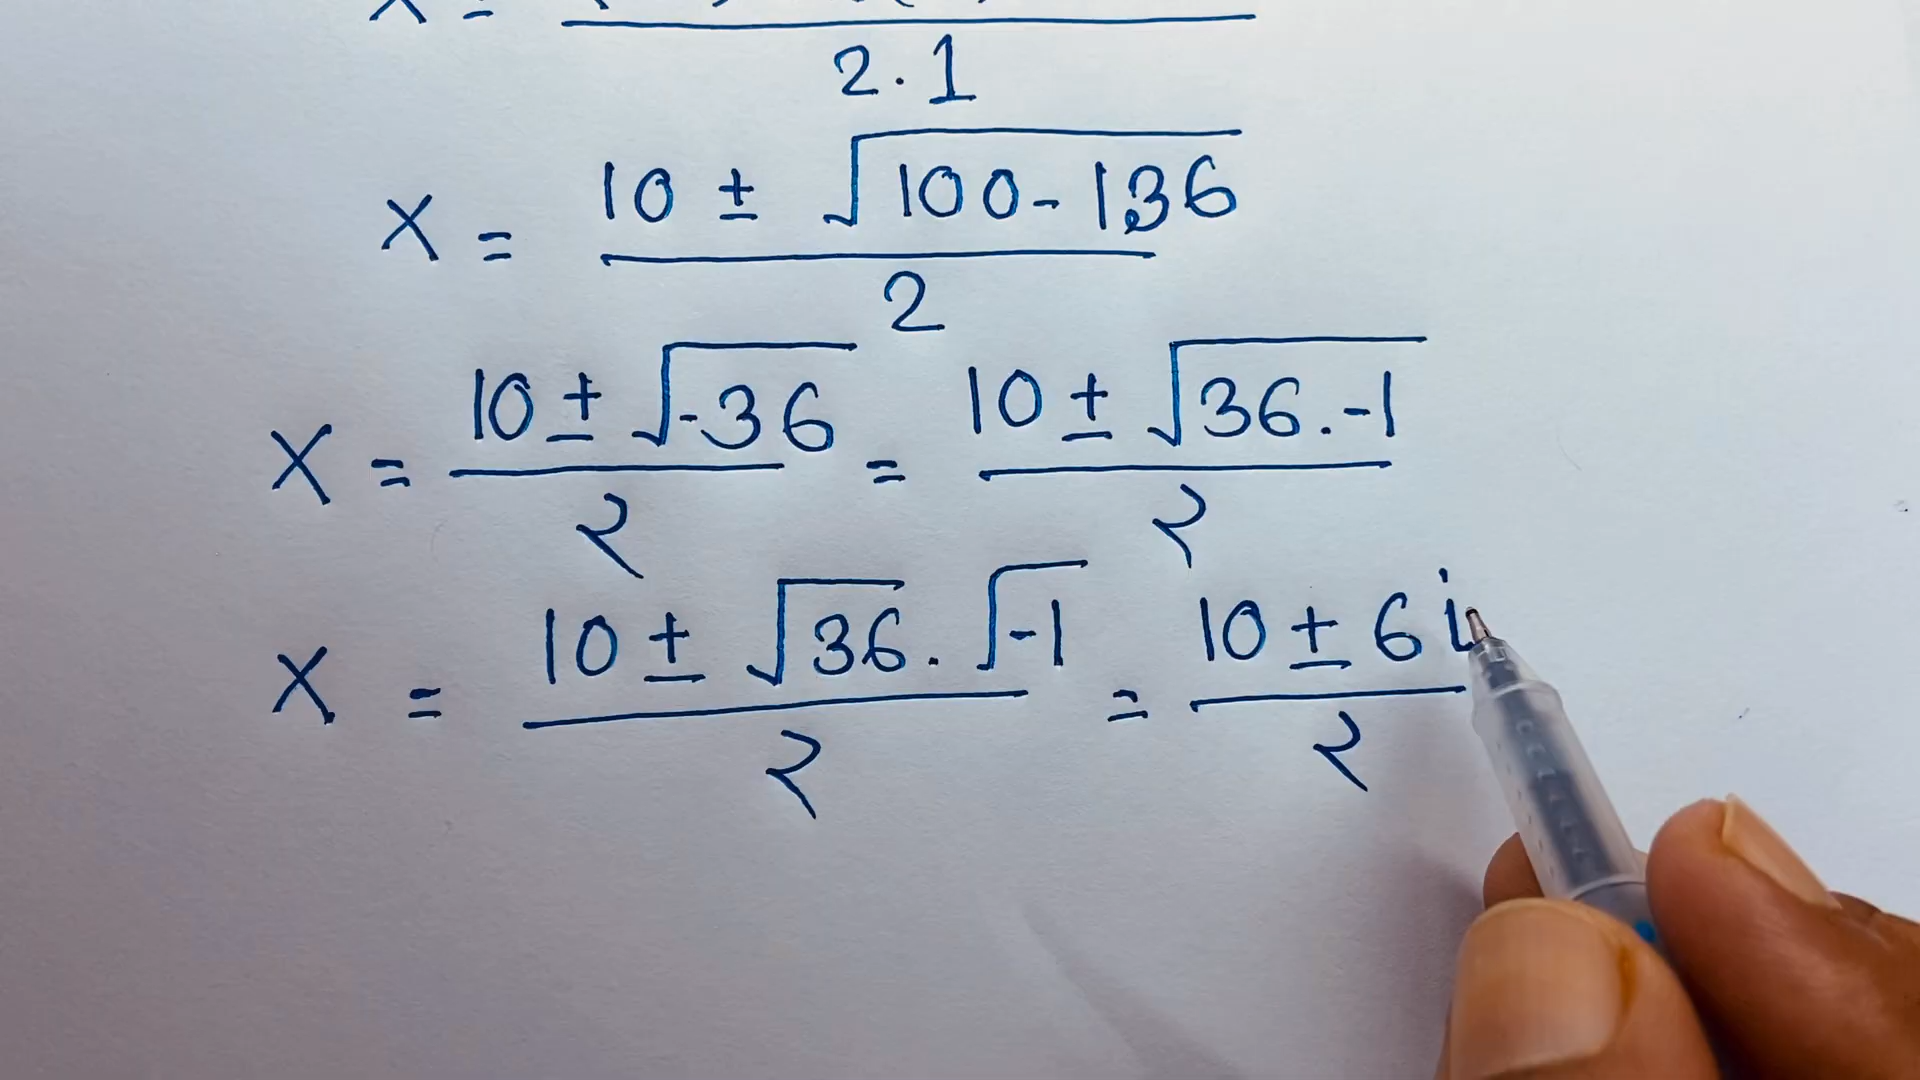 X =
2 . 1
X = 10 ± √100 - 136 / 2
X = 10 ± √-36 / 2 = 10 ± √36 . -1 / 2
X = 10 ± √36 . √-1 / 2 = 10 ± 6 i / 2